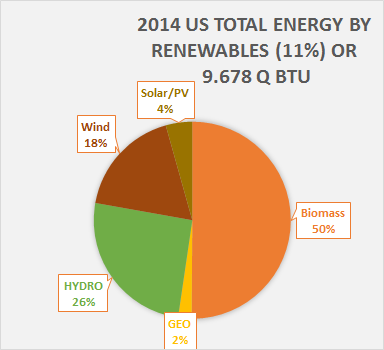 2014 US TOTAL ENERGY BY
RENEWABLES (11%) OR
9.678 Q BTU
Solar/PV
4%
Wind
18%
Biomass
50%
HYDRO
26%
GEO
2%